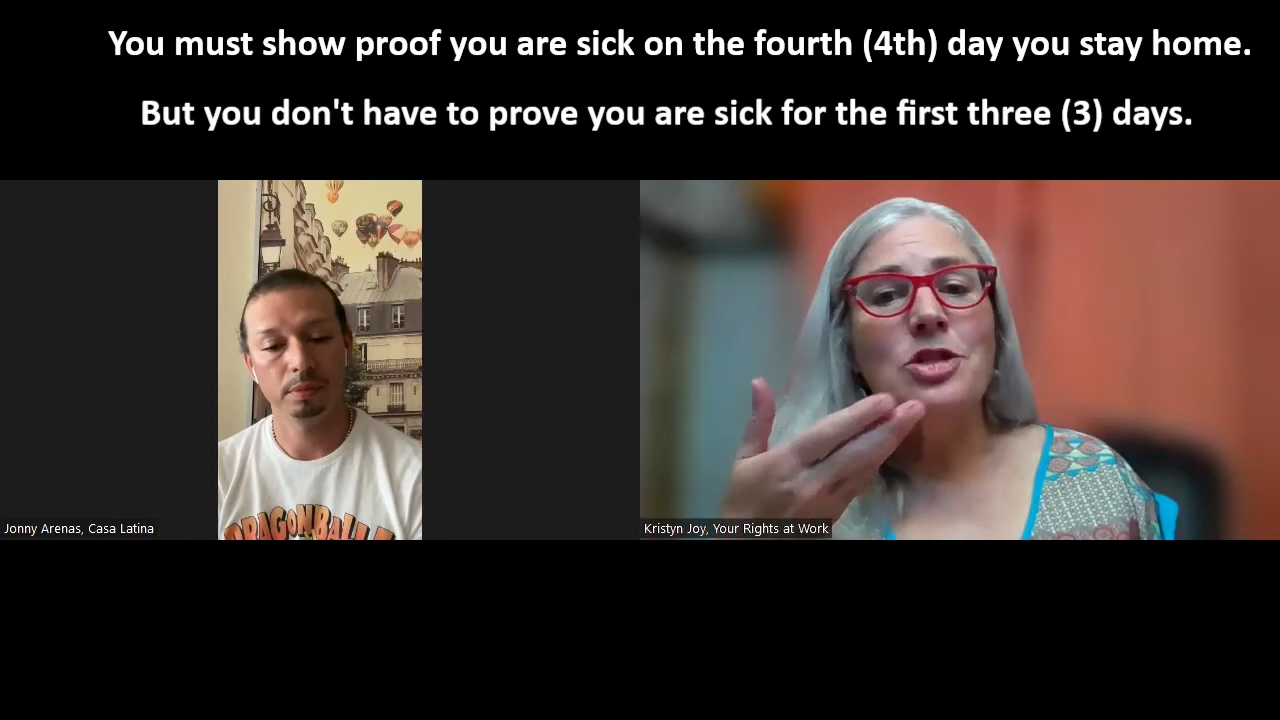 You must show proof you are sick on the fourth (4th) day you stay home.
But you don't have to prove you are sick for the first three (3) days.
DRAGONBALL
Jonny Arenas, Casa Latina
Kristyn Joy, Your Rights at Work